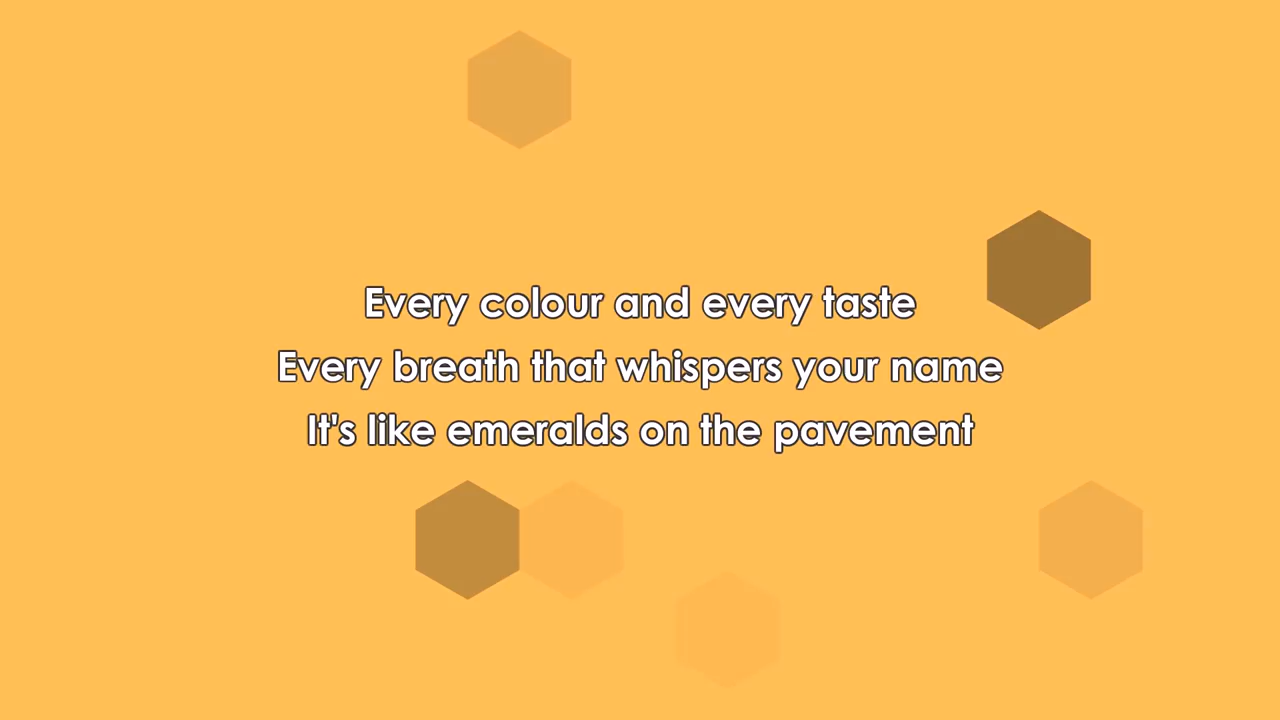 Every colour and every taste
Every breath that whispers your name
It's like emeralds on the pavement